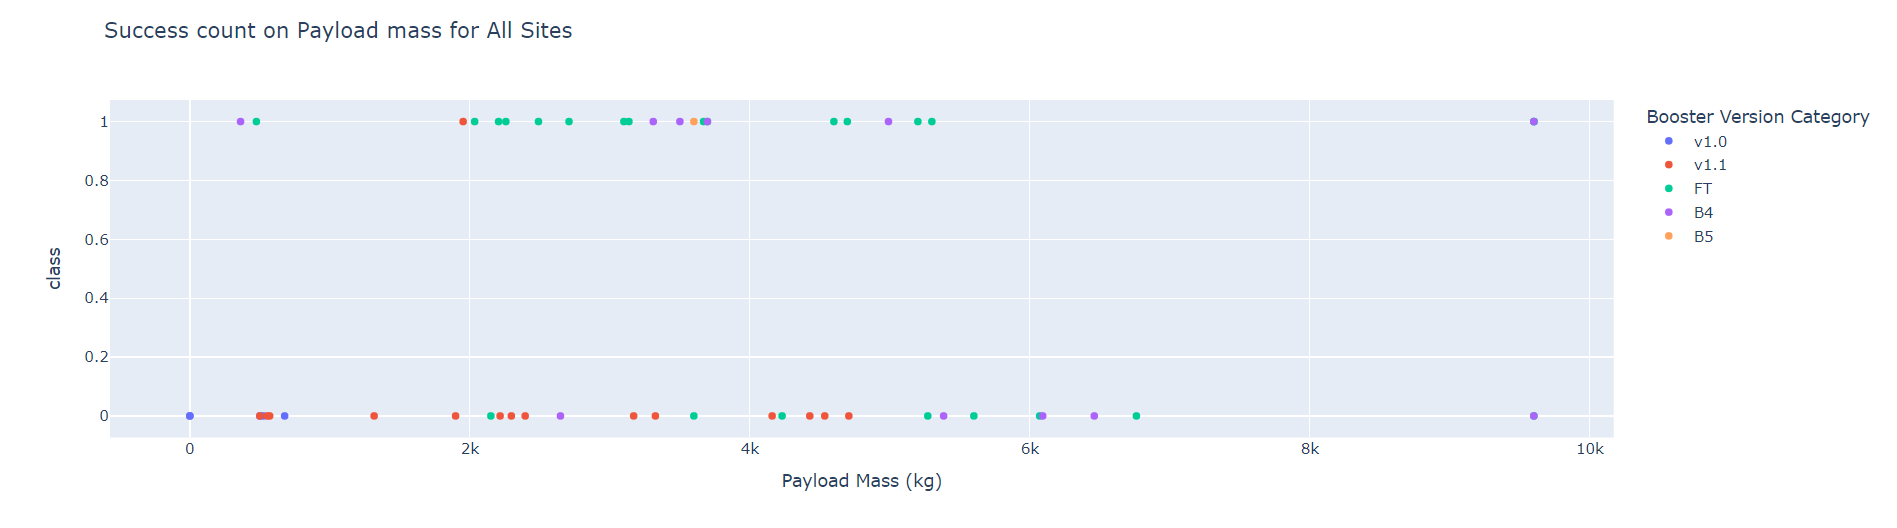 Success count on Payload mass for All Sites
Booster Version Category
v1.0
v1.1
FT
B4
B5
class
1
0.8
0.6
0.4
0.2
0
0 2k 4k 6k 8k 10k
Payload Mass (kg)